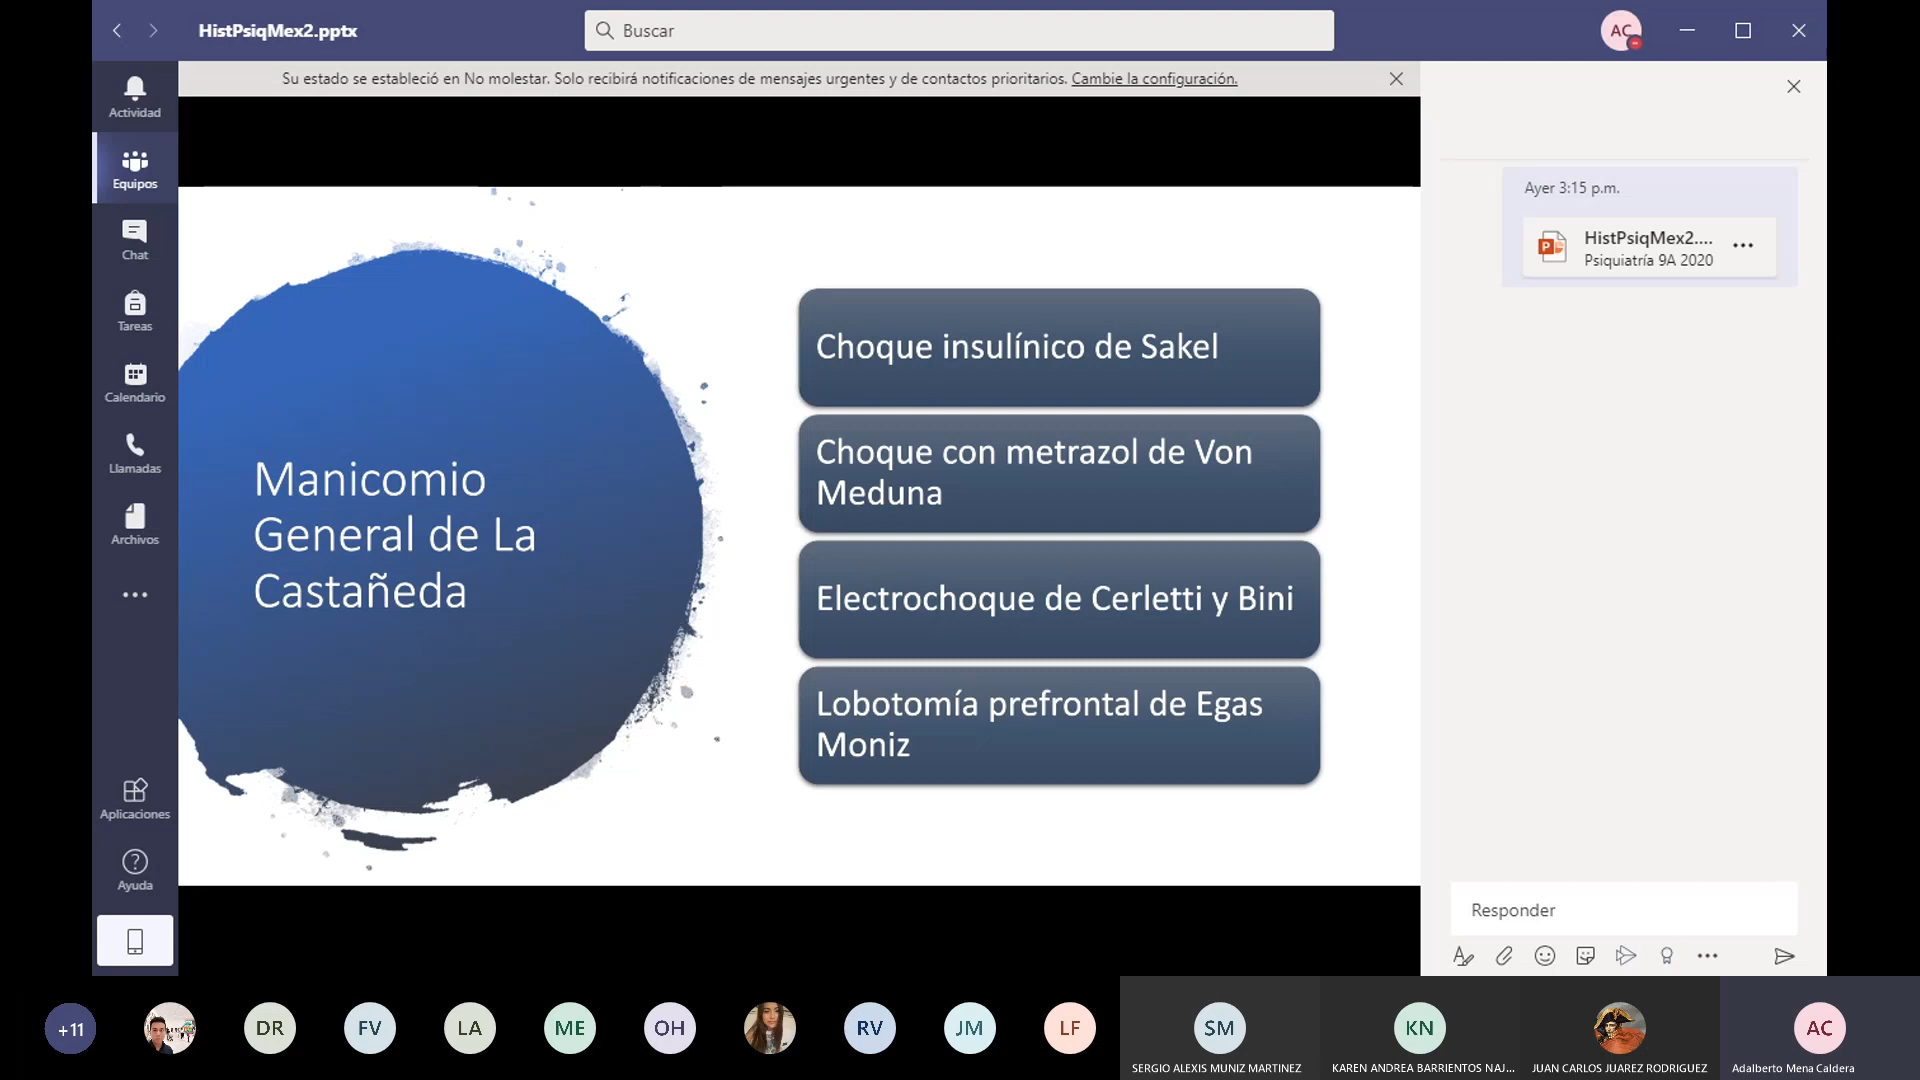 HistPsiqMex2.pptx
Buscar
AC
Su estado se estableció en No molestar. Solo recibirá notificaciones de mensajes urgentes y de contactos prioritarios. Cambie la configuración.
Actividad
Equipos
Chat
Tareas
Calendario
Llamadas
Archivos
Aplicaciones
Ayuda
Manicomio
General de La
Castañeda
Choque insulínico de Sakel
Choque con metrazol de Von
Meduna
Electrochoque de Cerletti y Bini
Lobotomía prefrontal de Egas
Moniz
Ayer 3:15 p.m.
HistPsiqMex2....
Psiquiatría 9A 2020
Responder
+11
DR
FV
LA
ME
OH
RV
JM
LF
SM
KN
AC
SERGIO ALEXIS MUNIZ MARTINEZ
KAREN ANDREA BARRIENTOS NAJ...
JUAN CARLOS JUAREZ RODRIGUEZ
Adalberto Mena Caldera